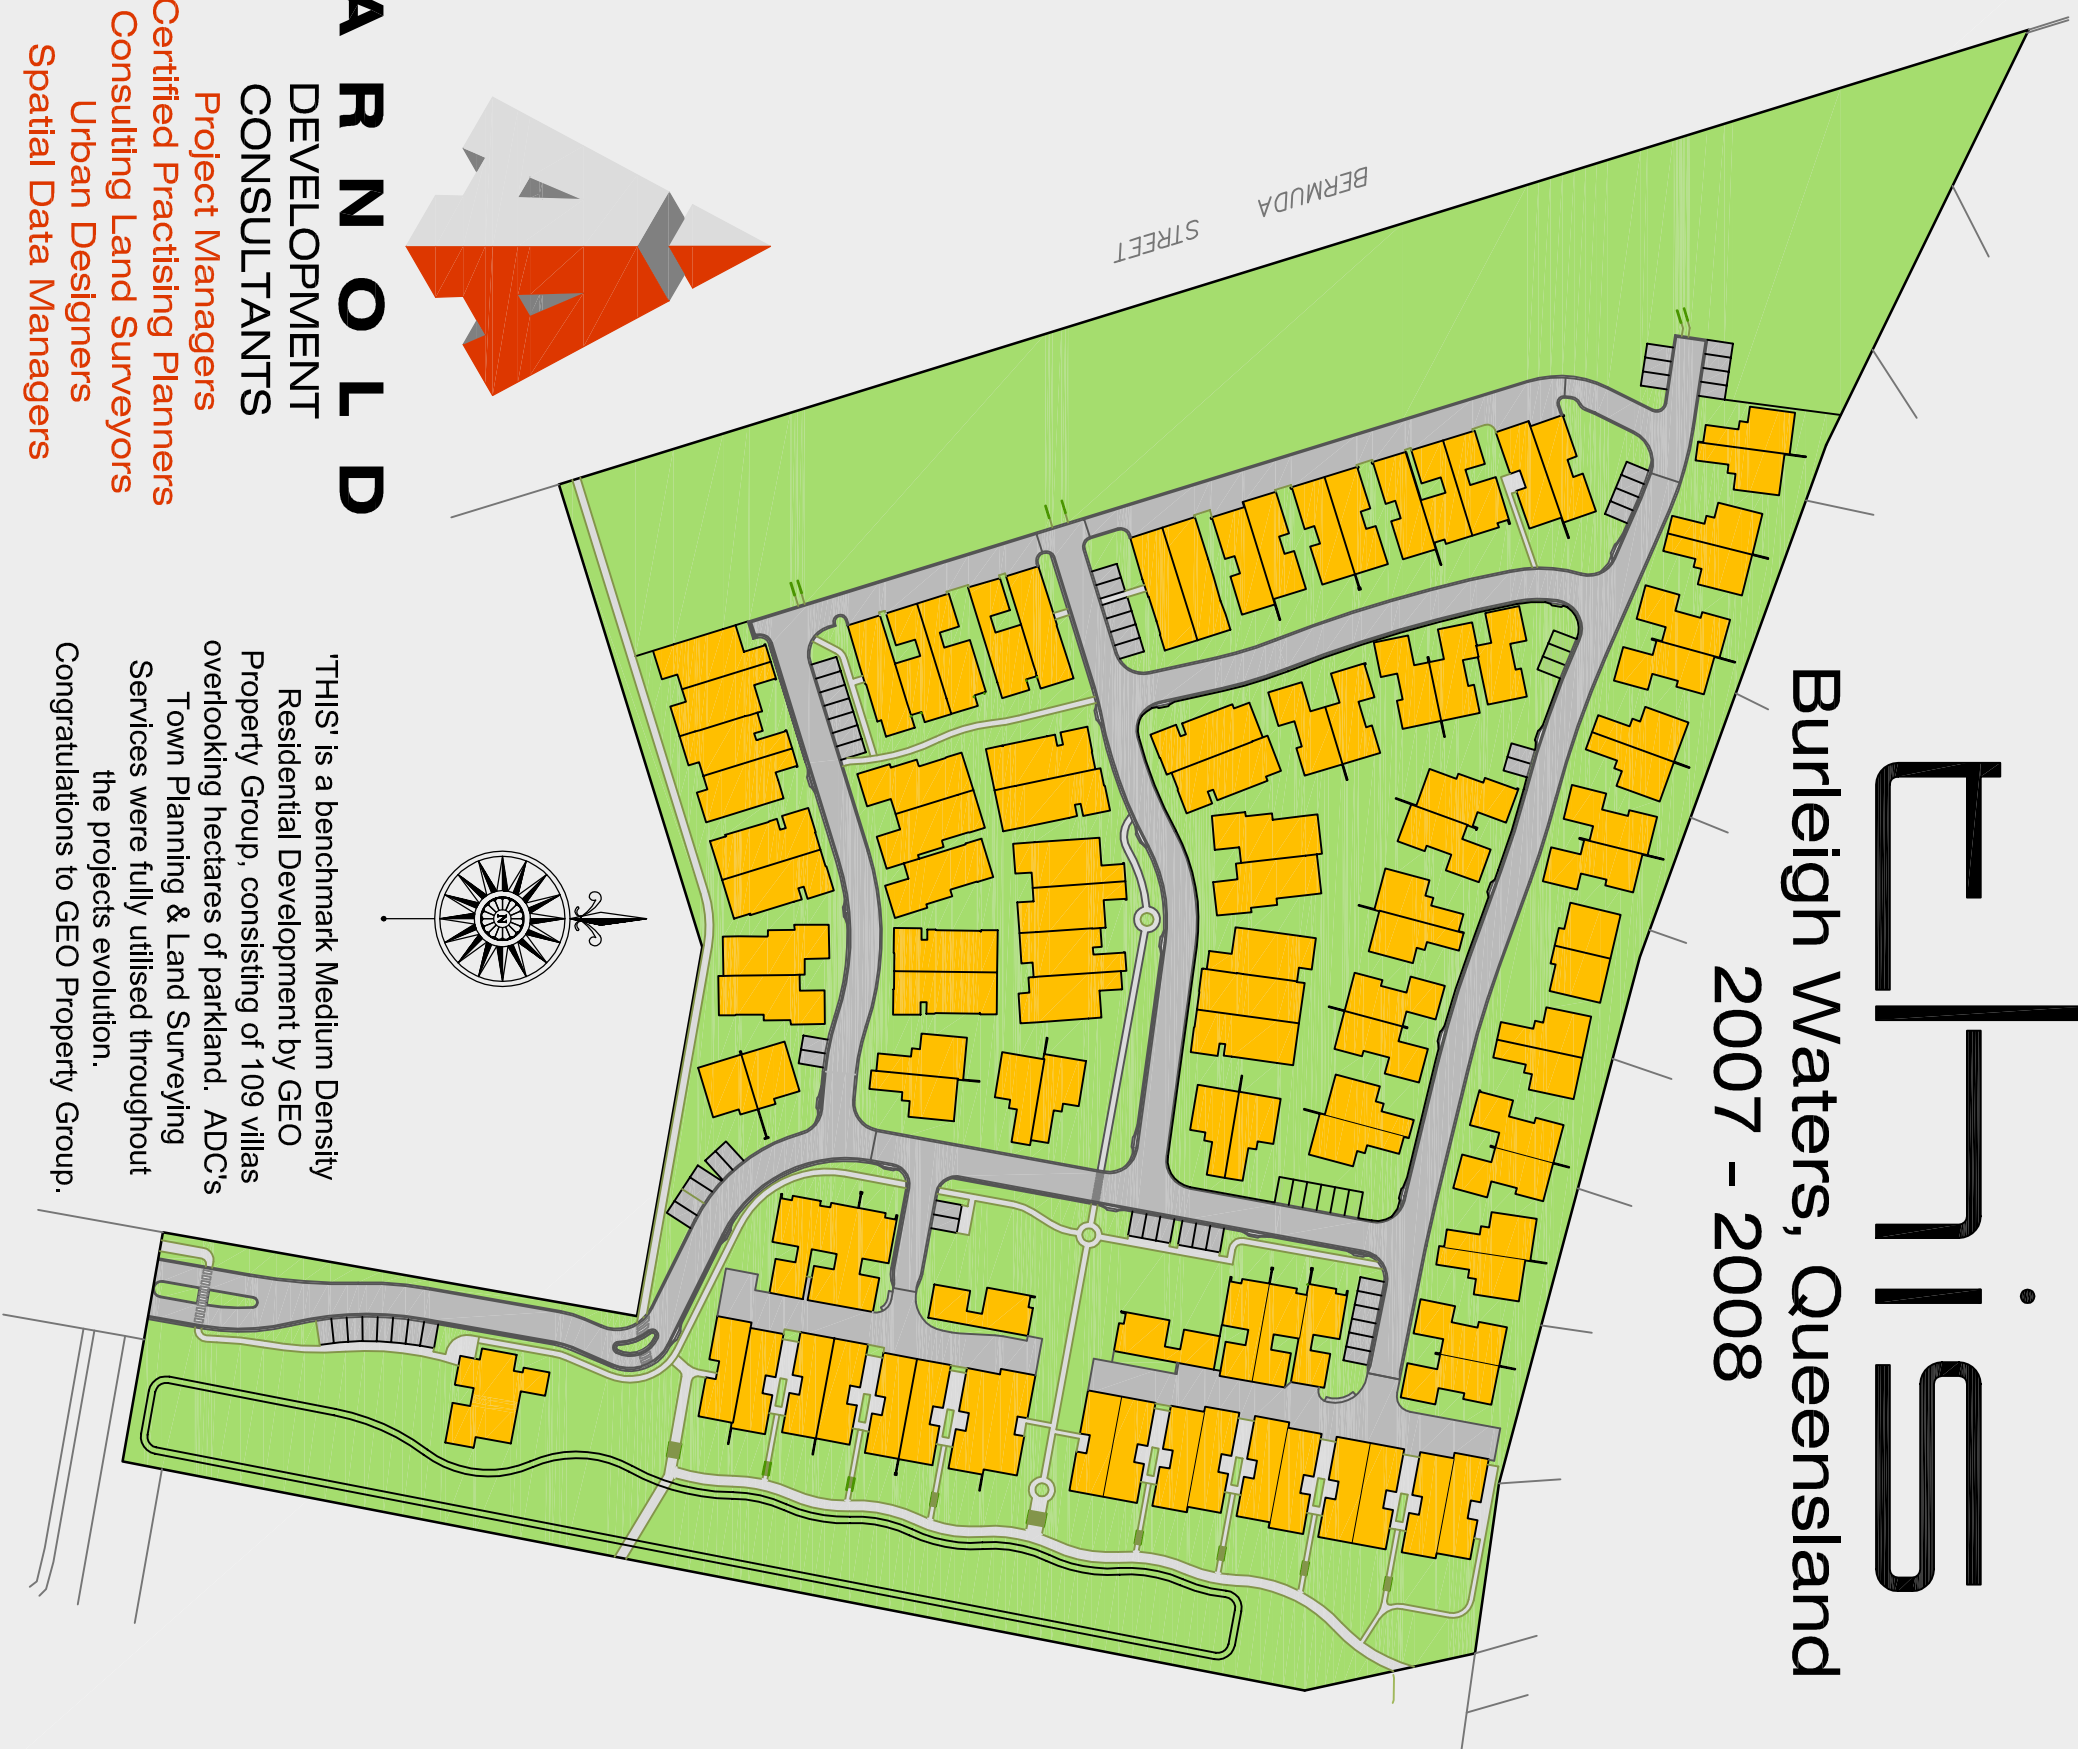 this
Burleigh Waters, Queensland
2007 - 2008
BERMUDA
STREET
ARNOLD
DEVELOPMENT
CONSULTANTS
Project Managers
Certified Practising Planners
Consulting Land Surveyors
Urban Designers
Spatial Data Managers
N
'THIS' is a benchmark Medium Density
Residential Development by GEO
Property Group, consisting of 109 villas
overlooking hectares of parkland. ADC's
Town Planning & Land Surveying
Services were fully utilised throughout
the projects evolution.
Congratulations to GEO Property Group.